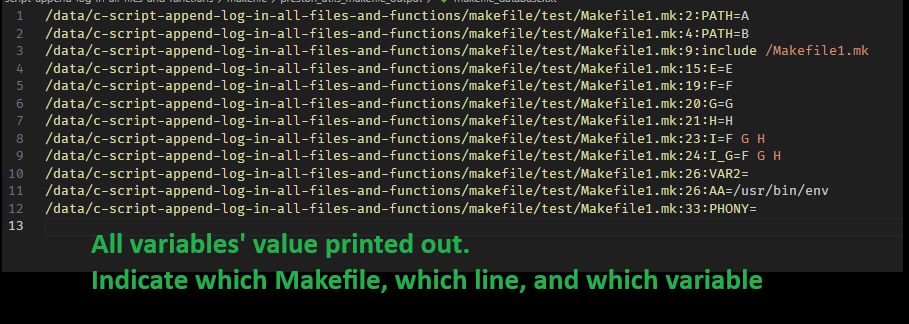 script-append-log-in-all-files-and-functions > makefile > preston_utils_makefile_output >
1 /data/c-script-append-log-in-all-files-and-functions/makefile/test/Makefile1.mk:2:PATH=A
2 /data/c-script-append-log-in-all-files-and-functions/makefile/test/Makefile1.mk:4:PATH=B
3 /data/c-script-append-log-in-all-files-and-functions/makefile/test/Makefile1.mk:9:include /Makefile1.mk
4 /data/c-script-append-log-in-all-files-and-functions/makefile/test/Makefile1.mk:15:E=E
5 /data/c-script-append-log-in-all-files-and-functions/makefile/test/Makefile1.mk:19:F=F
6 /data/c-script-append-log-in-all-files-and-functions/makefile/test/Makefile1.mk:20:G=G
7 /data/c-script-append-log-in-all-files-and-functions/makefile/test/Makefile1.mk:21:H=H
8 /data/c-script-append-log-in-all-files-and-functions/makefile/test/Makefile1.mk:23:I=F G H
9 /data/c-script-append-log-in-all-files-and-functions/makefile/test/Makefile1.mk:24:I_G=F G H
10 /data/c-script-append-log-in-all-files-and-functions/makefile/test/Makefile1.mk:26:VAR2=
11 /data/c-script-append-log-in-all-files-and-functions/makefile/test/Makefile1.mk:26:AA=/usr/bin/env
12 /data/c-script-append-log-in-all-files-and-functions/makefile/test/Makefile1.mk:33:PHONY=
13
All variables' value printed out.
Indicate which Makefile, which line, and which variable